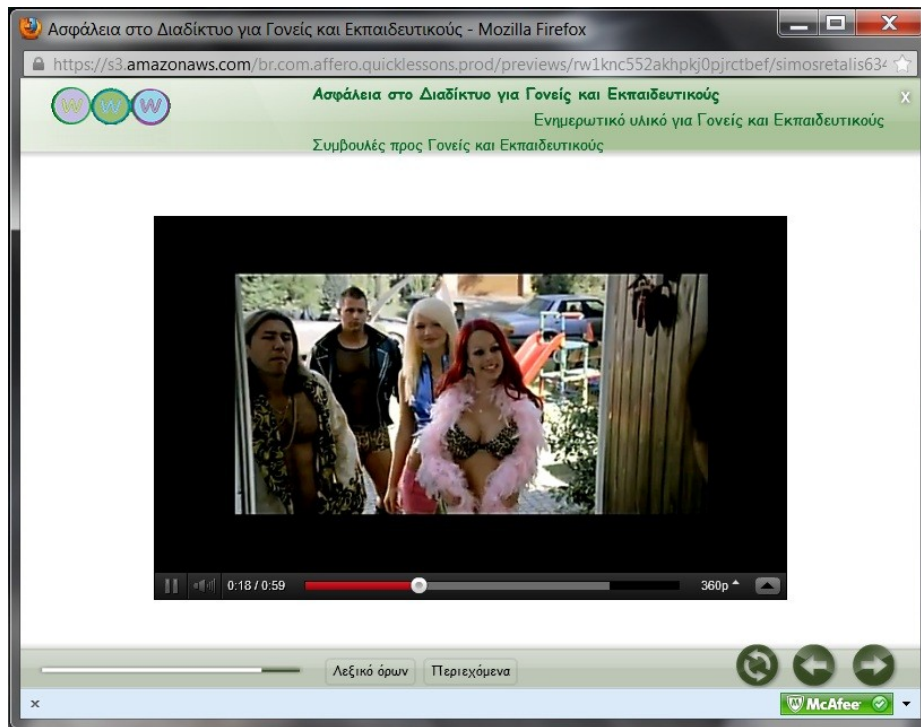 Ασφάλεια στο Διαδίκτυο για Γονείς και Εκπαιδευτικούς - Mozilla Firefox
https://s3.amazonaws.com/br.com.affero.quicklessons.prod/previews/rw1knc552akhpkj0pjrctbef/simosretalis634
WWW
Ασφάλεια στο Διαδίκτυο για Γονείς και Εκπαιδευτικούς
x
Ενημερωτικό υλικό για Γονείς και Εκπαιδευτικούς
Συμβουλές προς Γονείς και Εκπαιδευτικούς
0:18 / 0:59
360p
Λεξικό όρων
Περιεχόμενα
x
McAfee